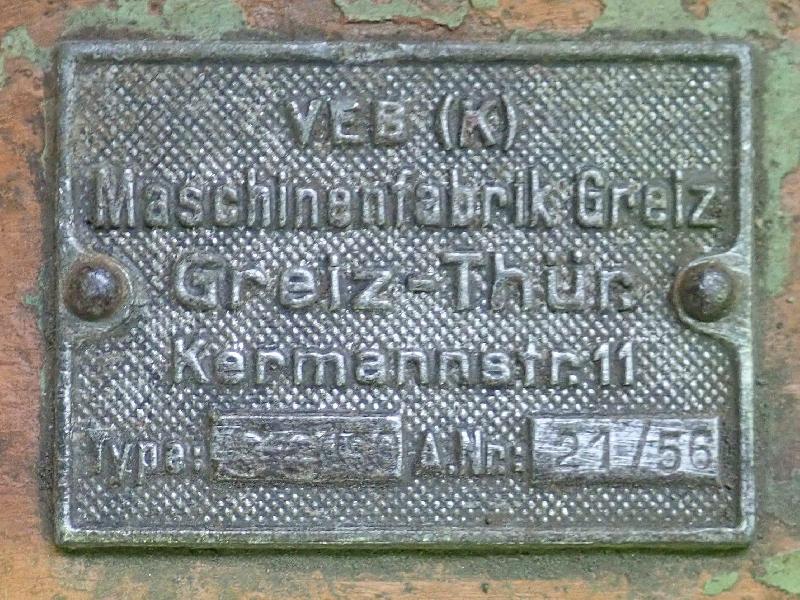 VEB (K)
Maschinenfabrik Greiz
Greiz-Thür.
Kermannstr. 11
Type: A.Nr.: 21/56